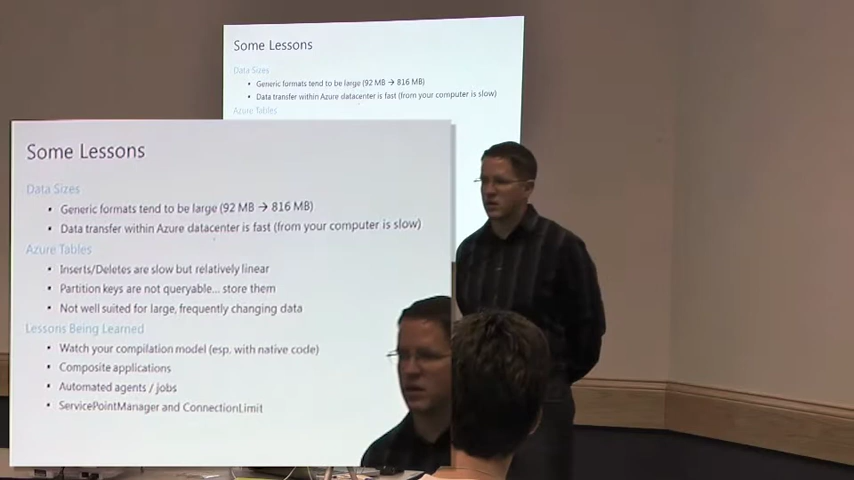 Some Lessons
Data Sizes
• Generic formats tend to be large (92 MB → 816 MB)
• Data transfer within Azure datacenter is fast (from your computer is slow)
Azure Tables
Some Lessons
Data Sizes
• Generic formats tend to be large (92 MB → 816 MB)
• Data transfer within Azure datacenter is fast (from your computer is slow)
Azure Tables
• Inserts/Deletes are slow but relatively linear
• Partition keys are not queryable... store them
• Not well suited for large, frequently changing data
Lessons Being Learned
• Watch your compilation model (esp. with native code)
• Composite applications
• Automated agents / jobs
• ServicePointManager and ConnectionLimit